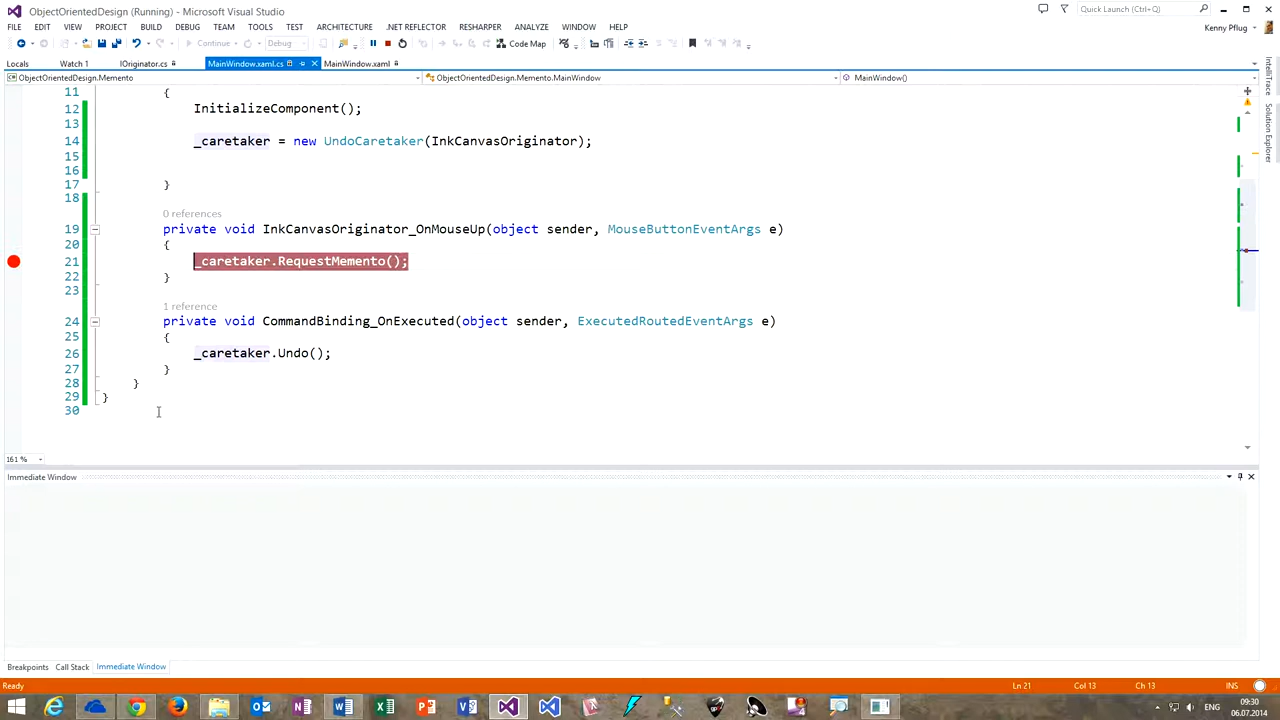 ObjectOrientedDesign (Running) - Microsoft Visual Studio
Quick Launch (Ctrl+Q)
FILE EDIT VIEW PROJECT BUILD DEBUG TEAM TOOLS TEST ARCHITECTURE .NET REFLECTOR RESHARPER ANALYZE WINDOW HELP
Kenny Pflug
Continue Debug Code Map
Locals Watch 1 IOriginator.cs MainWindow.xaml.cs MainWindow.xaml
ObjectOrientedDesign.Memento ObjectOrientedDesign.Memento.MainWindow MainWindow()
IntelliTrace
Solution Explorer
11 {
12 InitializeComponent();
13
14 _caretaker = new UndoCaretaker(InkCanvasOriginator);
15
16
17 }
18
0 references
19 private void InkCanvasOriginator_OnMouseUp(object sender, MouseButtonEventArgs e)
20 {
21 _caretaker.RequestMemento();
22 }
23
1 reference
24 private void CommandBinding_OnExecuted(object sender, ExecutedRoutedEventArgs e)
25 {
26 _caretaker.Undo();
27 }
28 }
29 }
30
161 %
Immediate Window
Breakpoints Call Stack Immediate Window
Ready Ln 21 Col 13 Ch 13 INS
ENG 09:30
06.07.2014